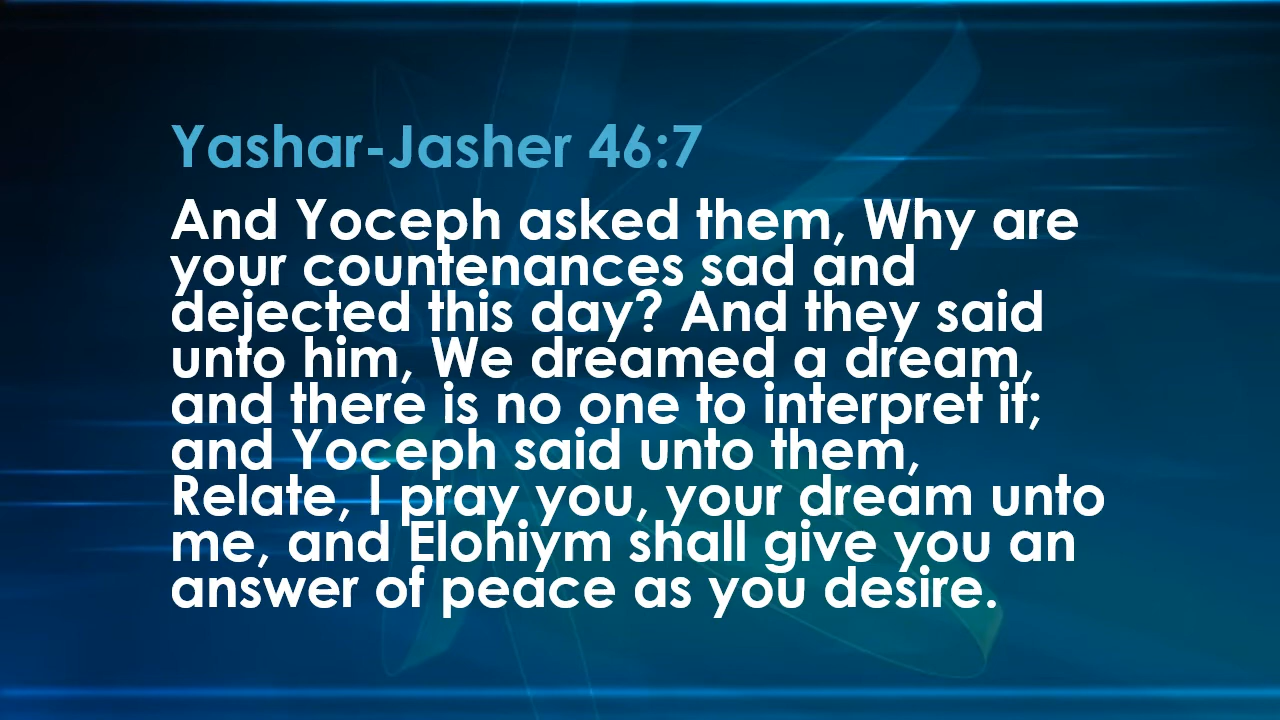 Yashar-Jasher 46:7
And Yoceph asked them, Why are
your countenances sad and
dejected this day? And they said
unto him, We dreamed a dream,
and there is no one to interpret it;
and Yoceph said unto them,
Relate, I pray you, your dream unto
me, and Elohiym shall give you an
answer of peace as you desire.